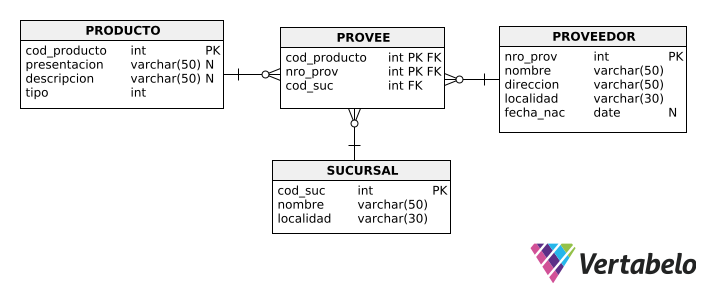 PRODUCTO
cod_producto int PK
presentacion varchar(50) N
descripcion varchar(50) N
tipo int
PROVEE
cod_producto int PK FK
nro_prov int PK FK
cod_suc int FK
PROVEEDOR
nro_prov int PK
nombre varchar(50)
direccion varchar(50)
localidad varchar(30)
fecha_nac date N
SUCURSAL
cod_suc int PK
nombre varchar(50)
localidad varchar(30)
Vertabelo